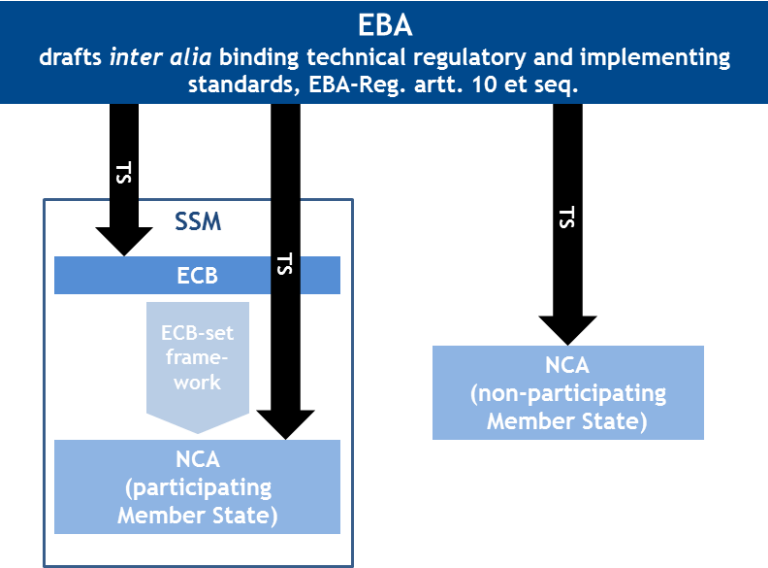 EBA
drafts inter alia binding technical regulatory and implementing
standards, EBA-Reg. artt. 10 et seq.
TS
SSM
TS
TS
ECB
ECB-set
frame-
work
NCA
(non-participating
Member State)
NCA
(participating
Member State)